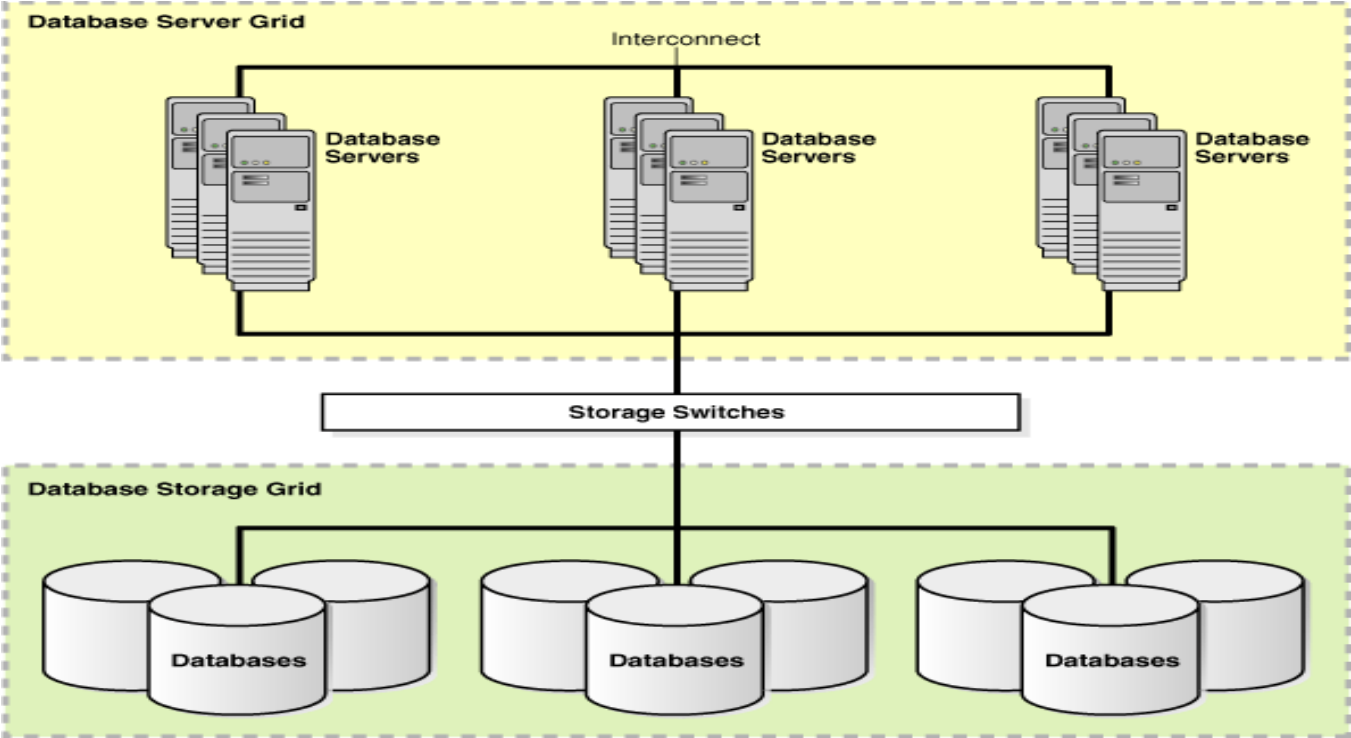 Database Server Grid
Interconnect
Database
Servers
Database
Servers
Database
Servers
Storage Switches
Database Storage Grid
Databases
Databases
Databases